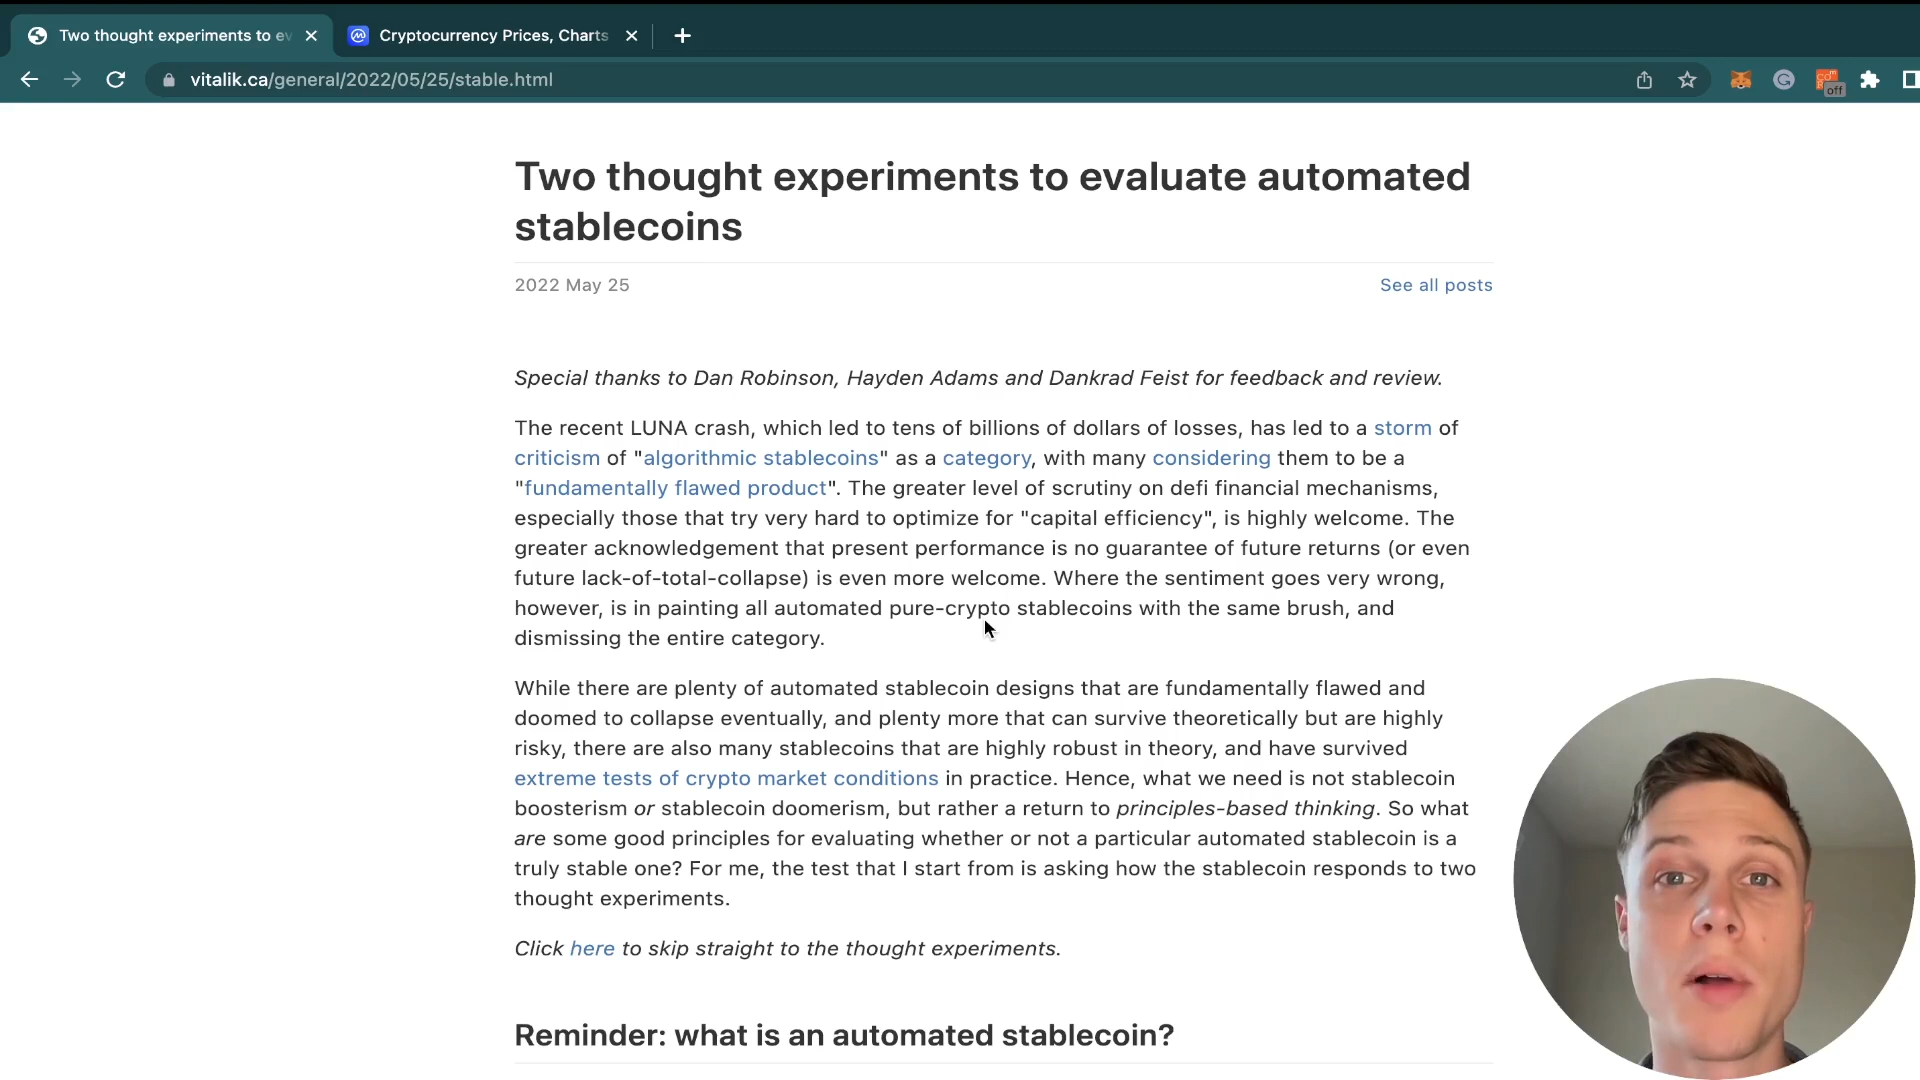 Two thought experiments to ev
Cryptocurrency Prices, Charts
vitalik.ca/general/2022/05/25/stable.html
off
Two thought experiments to evaluate automated
stablecoins
2022 May 25
See all posts
Special thanks to Dan Robinson, Hayden Adams and Dankrad Feist for feedback and review.
The recent LUNA crash, which led to tens of billions of dollars of losses, has led to a storm of
criticism of "algorithmic stablecoins" as a category, with many considering them to be a
"fundamentally flawed product". The greater level of scrutiny on defi financial mechanisms,
especially those that try very hard to optimize for "capital efficiency", is highly welcome. The
greater acknowledgement that present performance is no guarantee of future returns (or even
future lack-of-total-collapse) is even more welcome. Where the sentiment goes very wrong,
however, is in painting all automated pure-crypto stablecoins with the same brush, and
dismissing the entire category.
While there are plenty of automated stablecoin designs that are fundamentally flawed and
doomed to collapse eventually, and plenty more that can survive theoretically but are highly
risky, there are also many stablecoins that are highly robust in theory, and have survived
extreme tests of crypto market conditions in practice. Hence, what we need is not stablecoin
boosterism or stablecoin doomerism, but rather a return to principles-based thinking. So what
are some good principles for evaluating whether or not a particular automated stablecoin is a
truly stable one? For me, the test that I start from is asking how the stablecoin responds to two
thought experiments.
Click here to skip straight to the thought experiments.
Reminder: what is an automated stablecoin?